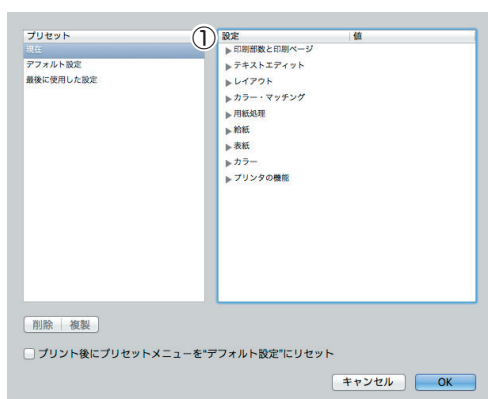 プリセット
現在
デフォルト設定
最後に使用した設定
①
設定 値
印刷部数と印刷ページ
テキストエディット
レイアウト
カラー・マッチング
用紙処理
給紙
表紙
カラー
プリンタの機能
削除 複製
プリント後にプリセットメニューを“デフォルト設定”にリセット
キャンセル OK